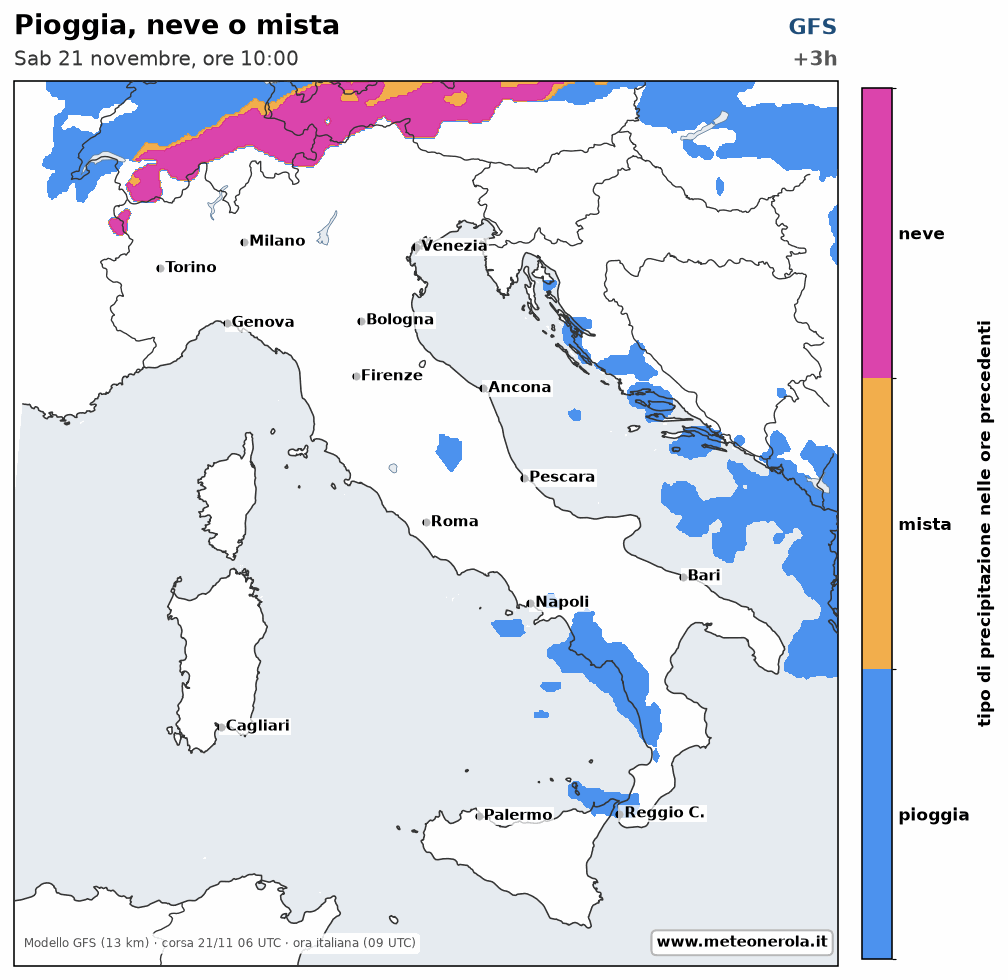 Pioggia, neve o mista
GFS
Sab 21 novembre, ore 10:00
+3h
neve
Milano
Venezia
Torino
Genova
Bologna
Firenze
Ancona
Pescara
mista
Roma
tipo di precipitazione nelle ore precedenti
Bari
Napoli
Cagliari
Palermo
Reggio C.
pioggia
Modello GFS (13 km) · corsa 21/11 06 UTC · ora italiana (09 UTC)
www.meteonerola.it